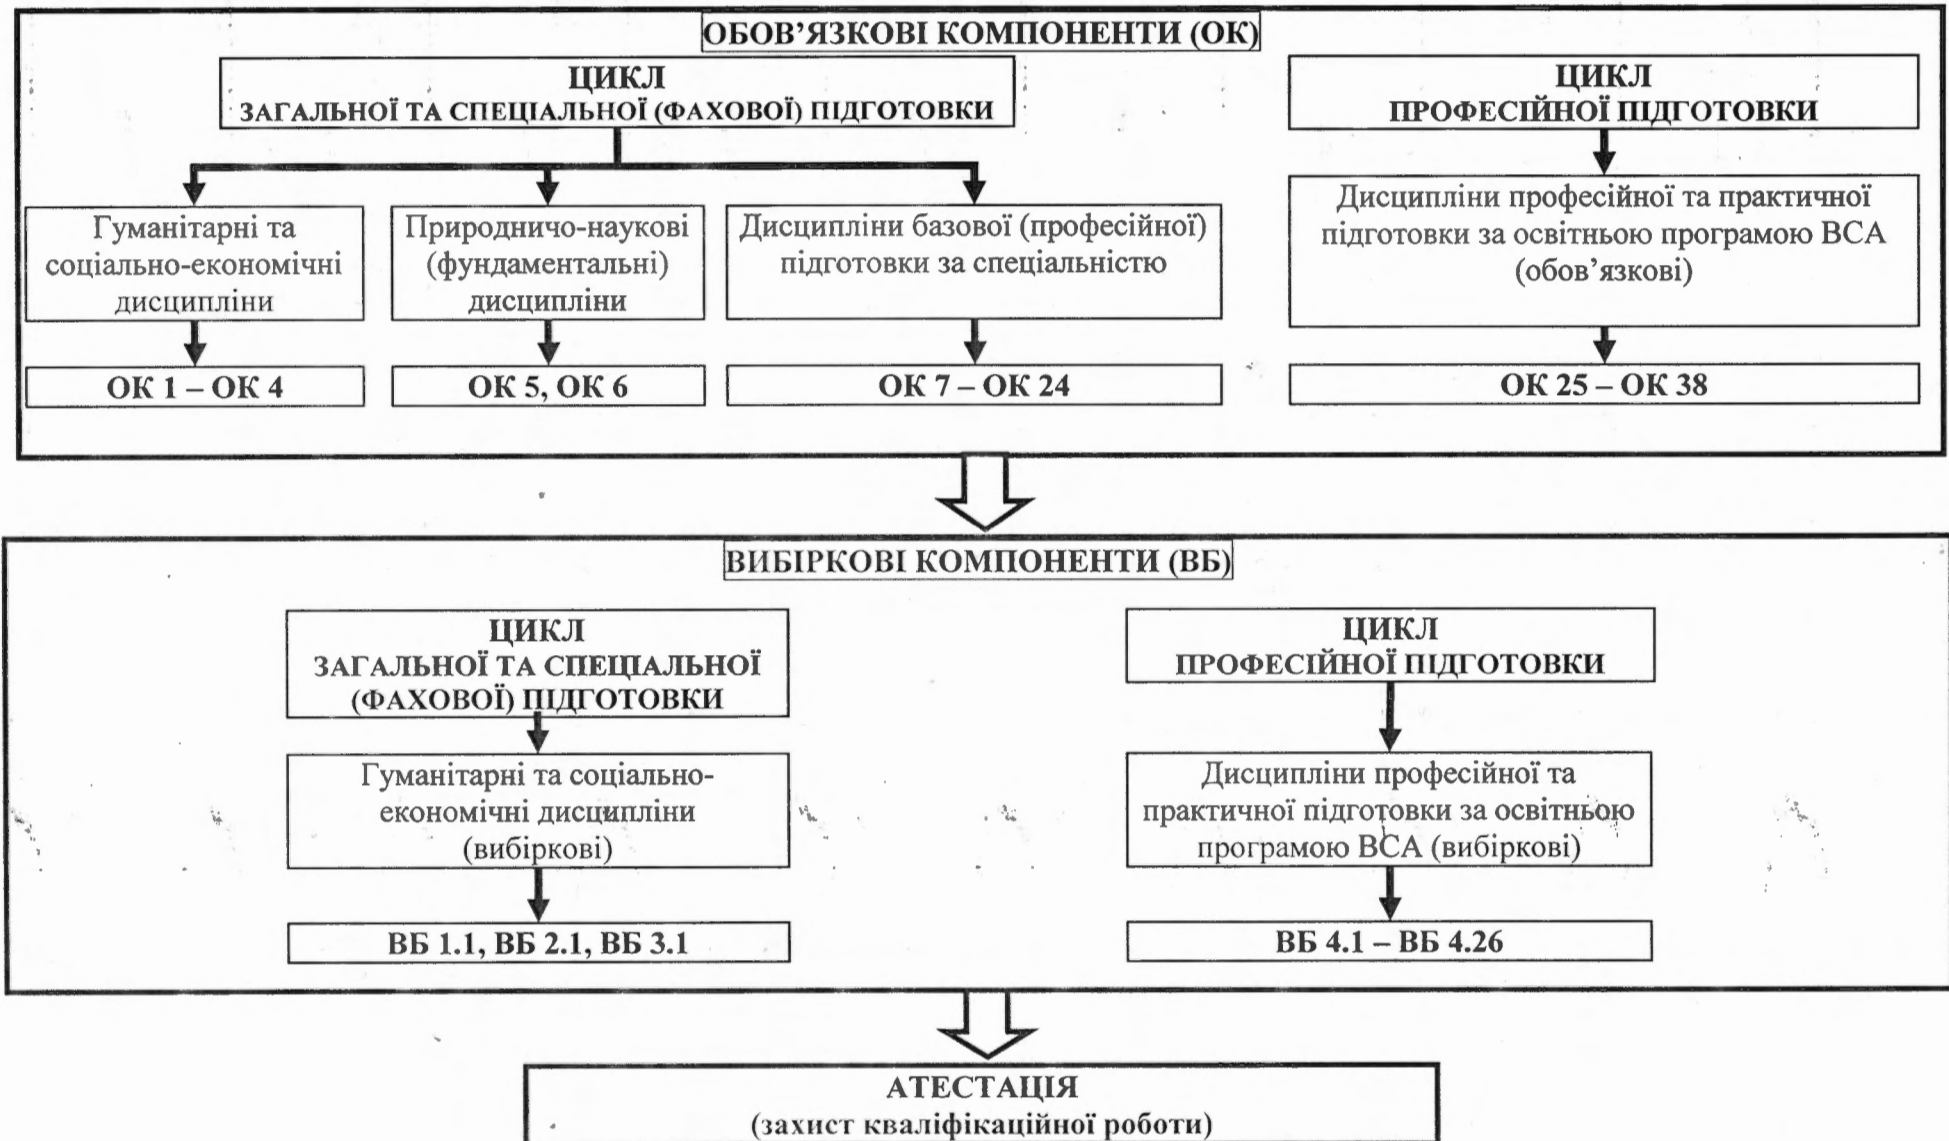 ОБОВ’ЯЗКОВІ КОМПОНЕНТИ (ОК)
ЦИКЛ
ЗАГАЛЬНОЇ ТА СПЕЦІАЛЬНОЇ (ФАХОВОЇ) ПІДГОТОВКИ
ЦИКЛ
ПРОФЕСІЙНОЇ ПІДГОТОВКИ
Гуманітарні та
соціально-економічні
дисципліни
Природничо-наукові
(фундаментальні)
дисципліни
Дисципліни базової (професійної)
підготовки за спеціальністю
Дисципліни професійної та практичної
підготовки за освітньою програмою ВСА
(обов’язкові)
ОК 1 – ОК 4
ОК 5, ОК 6
ОК 7 – ОК 24
ОК 25 – ОК 38
ВИБІРКОВІ КОМПОНЕНТИ (ВБ)
ЦИКЛ
ЗАГАЛЬНОЇ ТА СПЕЦІАЛЬНОЇ
(ФАХОВОЇ) ПІДГОТОВКИ
ЦИКЛ
ПРОФЕСІЙНОЇ ПІДГОТОВКИ
Гуманітарні та соціально-
економічні дисципліни
(вибіркові)
Дисципліни професійної та
практичної підготовки за освітньою
програмою ВСА (вибіркові)
ВБ 1.1, ВБ 2.1, ВБ 3.1
ВБ 4.1 – ВБ 4.26
АТЕСТАЦІЯ
(захист кваліфікаційної роботи)